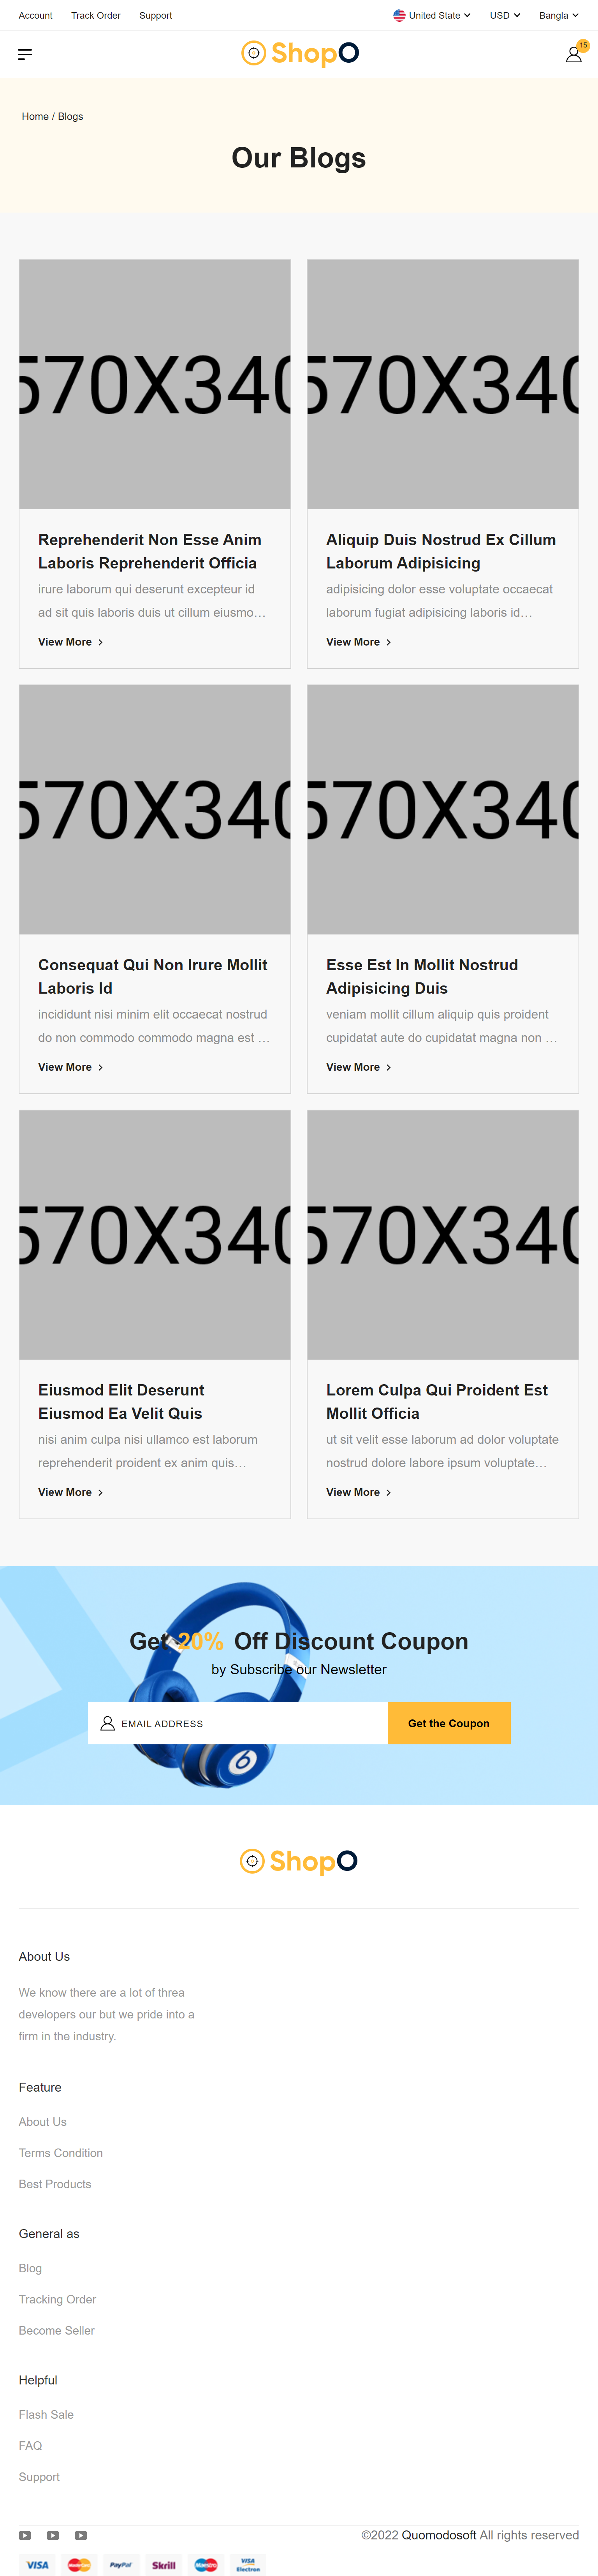 Account Track Order Support United State USD Bangla
ShopO 15
Home / Blogs
Our Blogs
570X340 570X340
Reprehenderit Non Esse Anim
Laboris Reprehenderit Officia
irure laborum qui deserunt excepteur id
ad sit quis laboris duis ut cillum eiusmo…
View More
Aliquip Duis Nostrud Ex Cillum
Laborum Adipisicing
adipisicing dolor esse voluptate occaecat
laborum fugiat adipisicing laboris id…
View More
570X340 570X340
Consequat Qui Non Irure Mollit
Laboris Id
incididunt nisi minim elit occaecat nostrud
do non commodo commodo magna est …
View More
Esse Est In Mollit Nostrud
Adipisicing Duis
veniam mollit cillum aliquip quis proident
cupidatat aute do cupidatat magna non …
View More
570X340 570X340
Eiusmod Elit Deserunt
Eiusmod Ea Velit Quis
nisi anim culpa nisi ullamco est laborum
reprehenderit proident ex anim quis…
View More
Lorem Culpa Qui Proident Est
Mollit Officia
ut sit velit esse laborum ad dolor voluptate
nostrud dolore labore ipsum voluptate…
View More
Get 20% Off Discount Coupon
by Subscribe our Newsletter
EMAIL ADDRESS Get the Coupon
ShopO
About Us
We know there are a lot of threa
developers our but we pride into a
firm in the industry.
Feature
About Us
Terms Condition
Best Products
General as
Blog
Tracking Order
Become Seller
Helpful
Flash Sale
FAQ
Support
©2022 Quomodosoft All rights reserved
VISA MasterCard PayPal Skrill Maestro VISA Electron